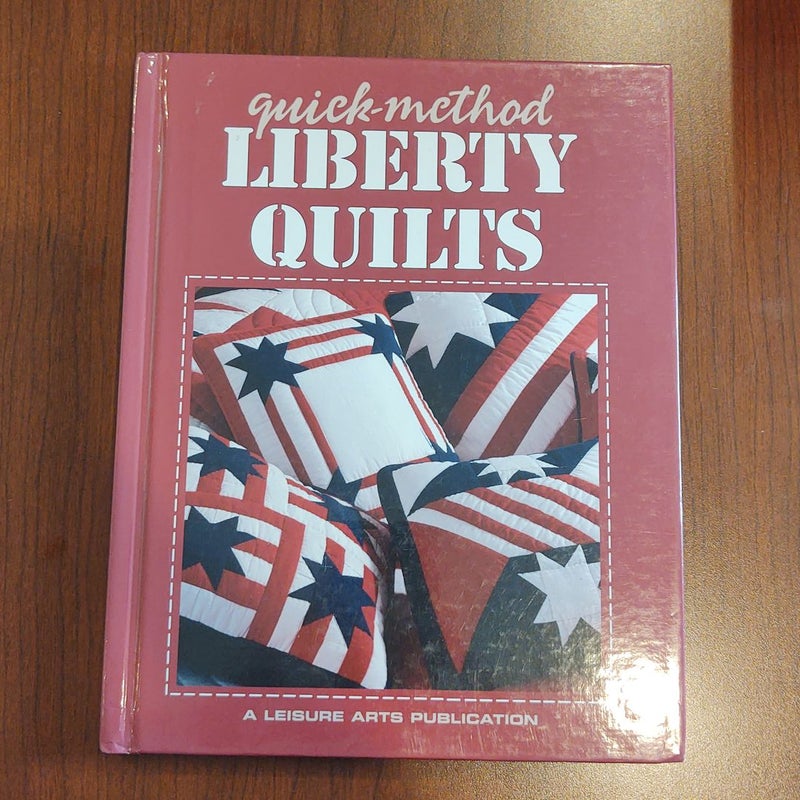 quick-method
LIBERTY
QUILTS
A LEISURE ARTS PUBLICATION